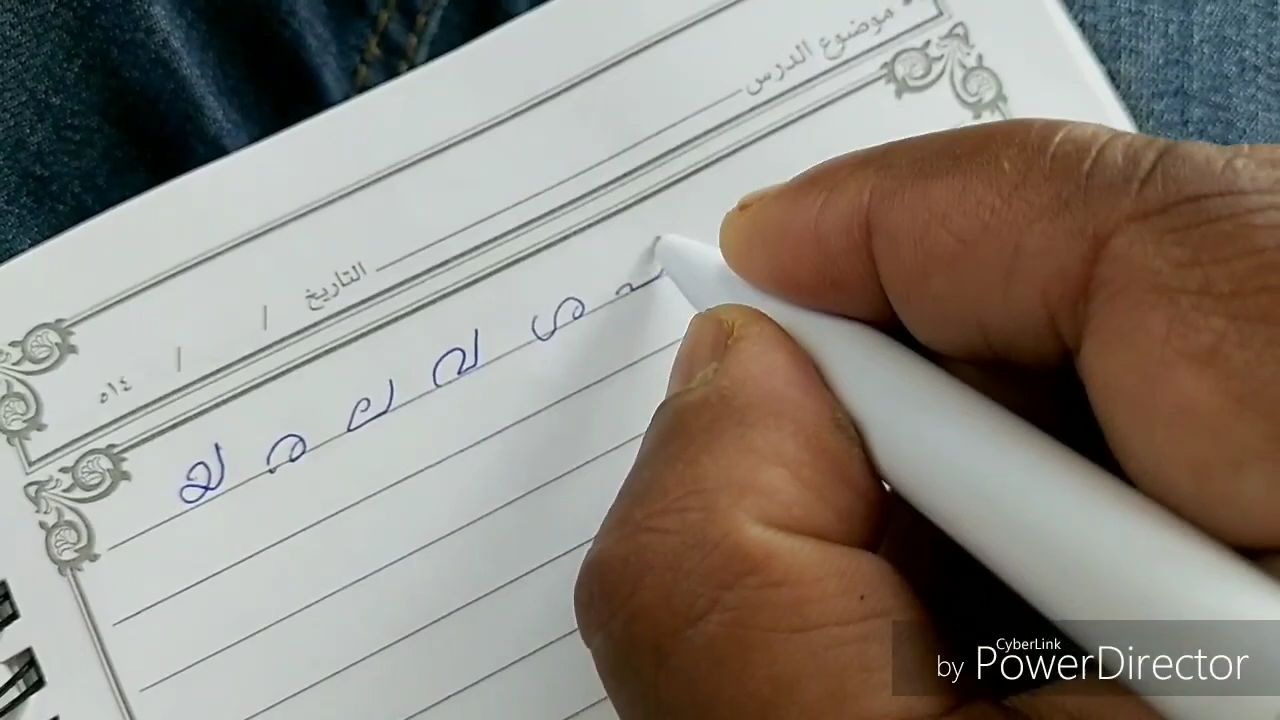 موضوع الدرس
التاريخ / / ١٤هـ
യ ര ല വ ശ
CyberLink
by PowerDirector